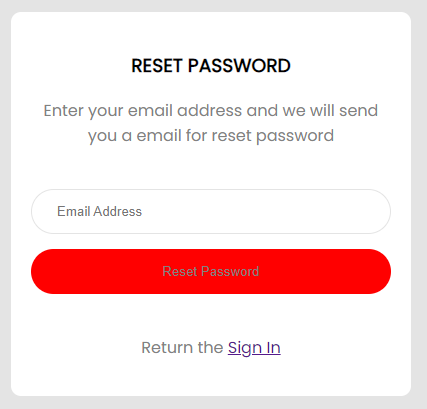 RESET PASSWORD
Enter your email address and we will send
you a email for reset password
Email Address
Reset Password
Return the Sign In